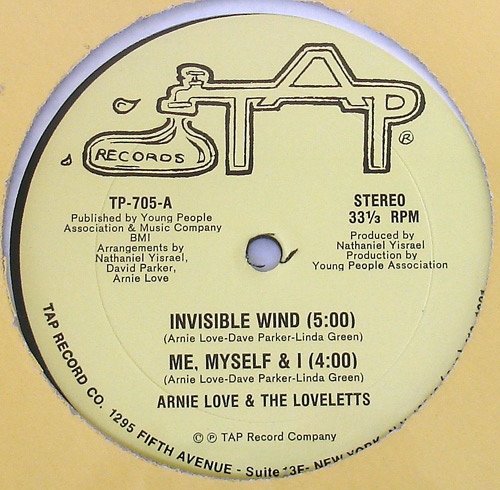 TAP
RECORDS
®
TP-705-A
Published by Young People
Association & Music Company
BMI
Arrangements by
Nathaniel Yisrael,
David Parker,
Arnie Love
STEREO
33⅓ RPM
Produced by
Nathaniel Yisrael
Production by
Young People Association
INVISIBLE WIND (5:00)
(Arnie Love-Dave Parker-Linda Green)
ME, MYSELF & I (4:00)
(Arnie Love-Dave Parker-Linda Green)
ARNIE LOVE & THE LOVELETTS
© ℗ TAP Record Company
TAP RECORD CO. 1295 FIFTH AVENUE - Suite 13F- NEW YORK,